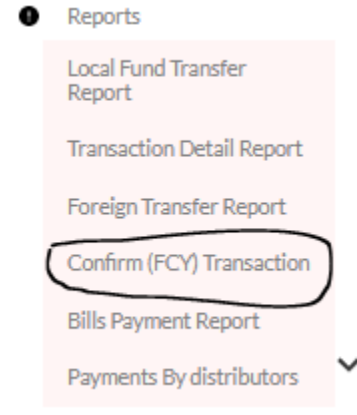 Reports
Local Fund Transfer
Report
Transaction Detail Report
Foreign Transfer Report
Confirm (FCY) Transaction
Bills Payment Report
Payments By distributors